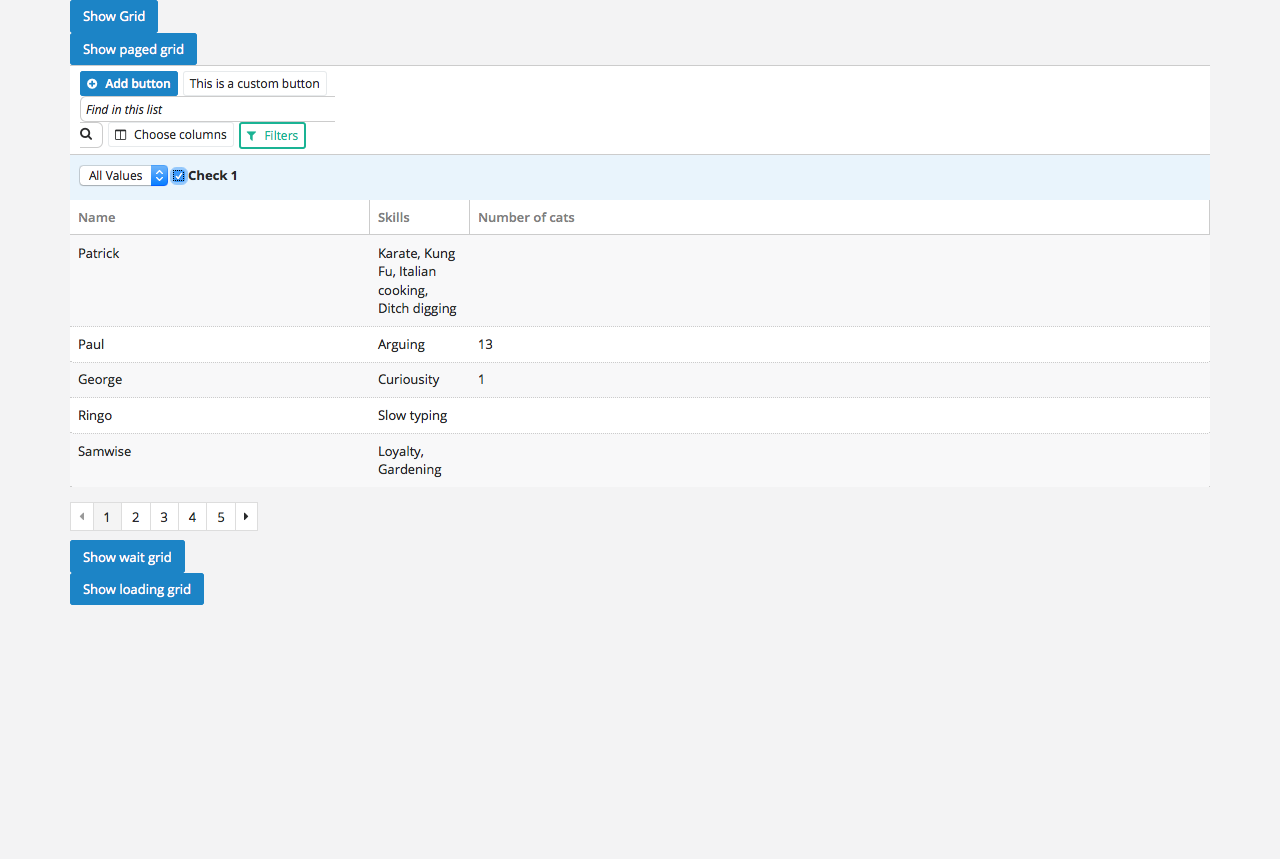 Show Grid
Show paged grid
Add button This is a custom button
Find in this list
Choose columns Filters
All Values Check 1
Name Skills Number of cats
Patrick Karate, Kung
Fu, Italian
cooking,
Ditch digging
Paul Arguing 13
George Curiousity 1
Ringo Slow typing
Samwise Loyalty,
Gardening
1 2 3 4 5
Show wait grid
Show loading grid